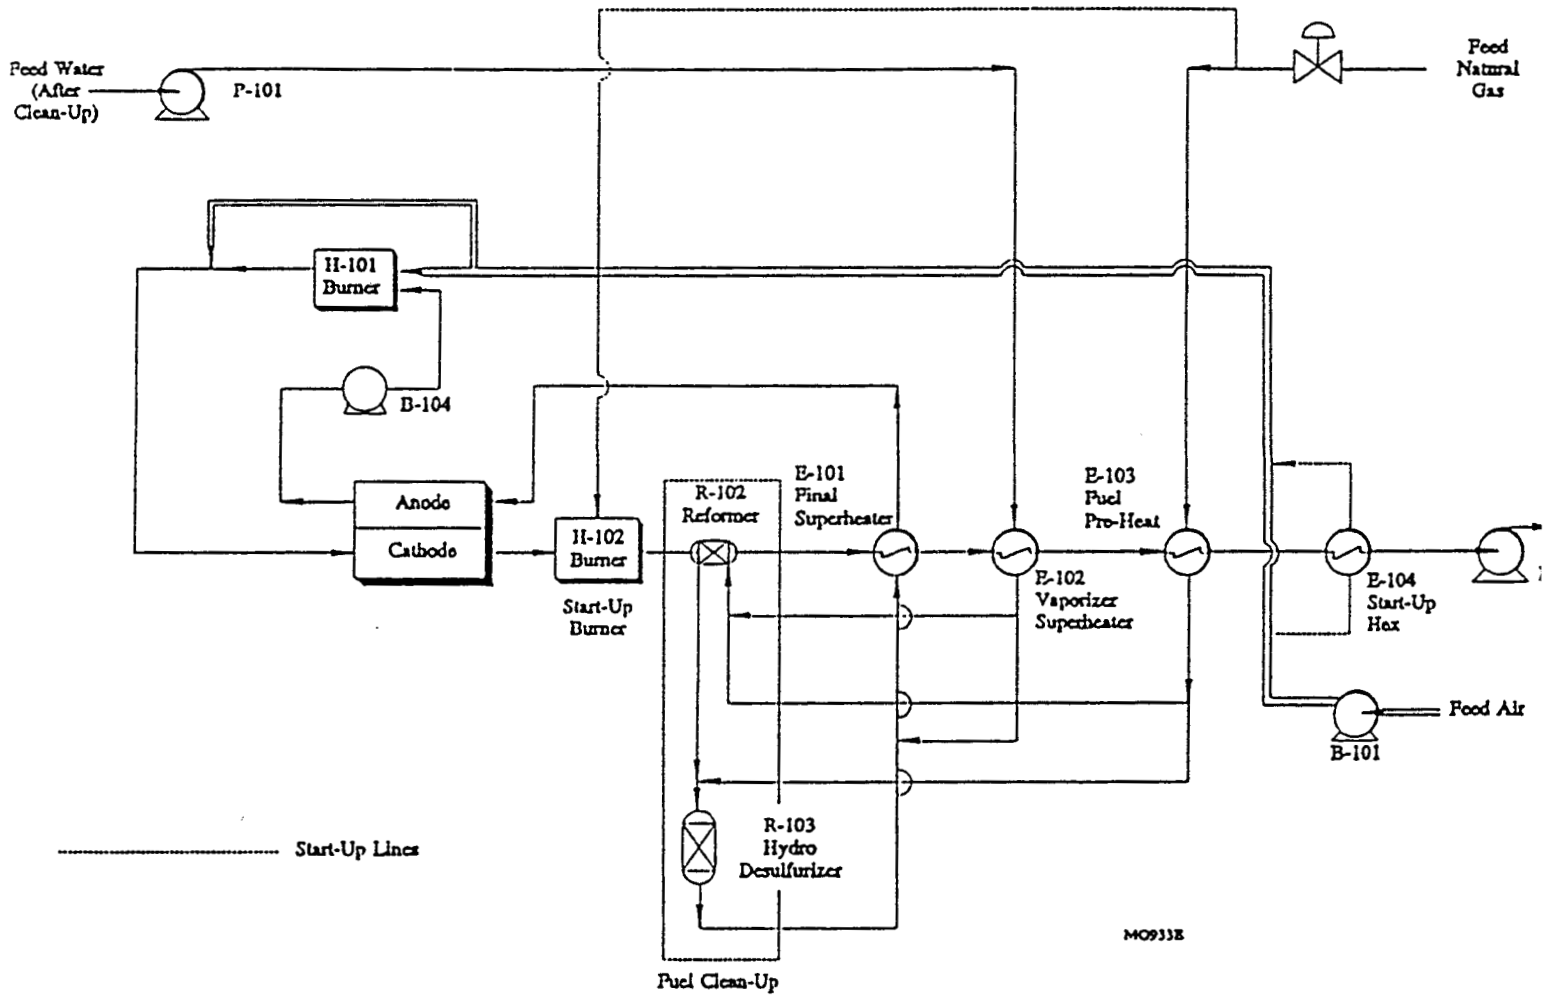 Feed Water
(After
Clean-Up)
P-101
Feed
Natural
Gas
H-101
Burner
B-104
Anode
Cathode
H-102
Burner
Start-Up
Burner
R-102
Reformer
E-101
Final
Superheater
E-102
Vaporizer
Superheater
E-103
Fuel
Pre-Heat
E-104
Start-Up
Hex
Feed Air
B-101
R-103
Hydro
Desulfurizer
Start-Up Lines
MO933E
Fuel Clean-Up